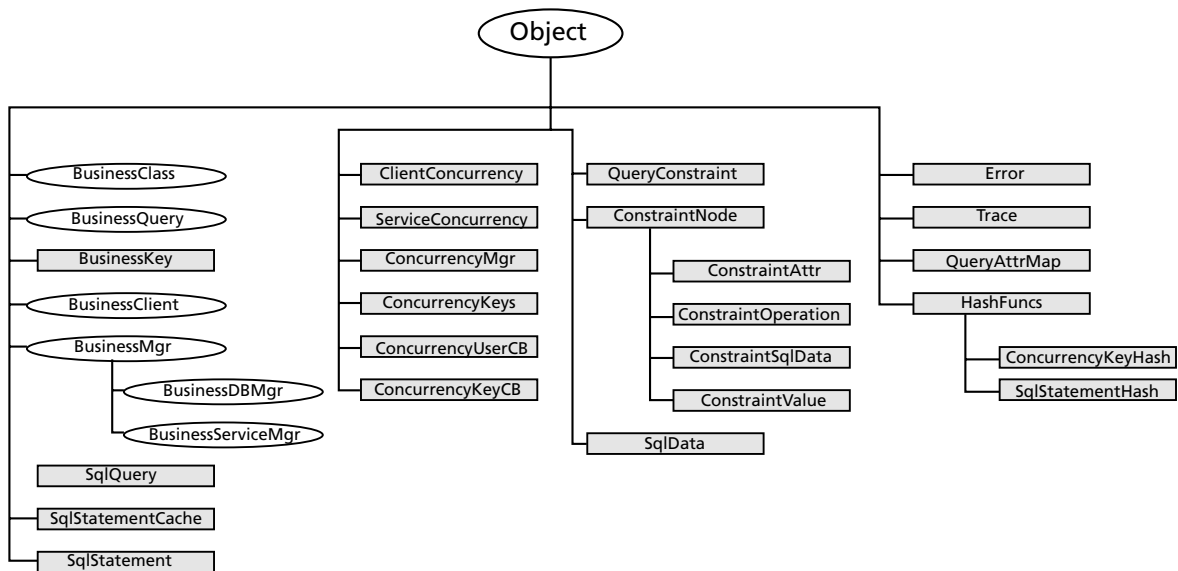 Object
BusinessClass
BusinessQuery
BusinessKey
BusinessClient
BusinessMgr
BusinessDBMgr
BusinessServiceMgr
SqlQuery
SqlStatementCache
SqlStatement
ClientConcurrency
ServiceConcurrency
ConcurrencyMgr
ConcurrencyKeys
ConcurrencyUserCB
ConcurrencyKeyCB
QueryConstraint
ConstraintNode
ConstraintAttr
ConstraintOperation
ConstraintSqlData
ConstraintValue
SqlData
Error
Trace
QueryAttrMap
HashFuncs
ConcurrencyKeyHash
SqlStatementHash